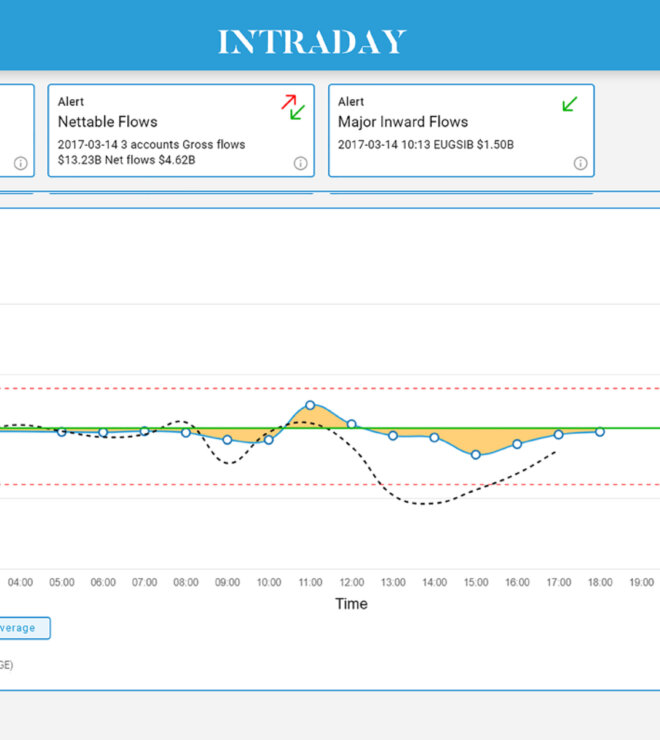 INTRADAY
Alert
Nettable Flows
2017-03-14 3 accounts Gross flows
$13.23B Net flows $4.62B
Alert
Major Inward Flows
2017-03-14 10:13 EUGSIB $1.50B
04:00 05:00 06:00 07:00 08:00 09:00 10:00 11:00 12:00 13:00 14:00 15:00 16:00 17:00 18:00 19:00
Time
verage
GE)